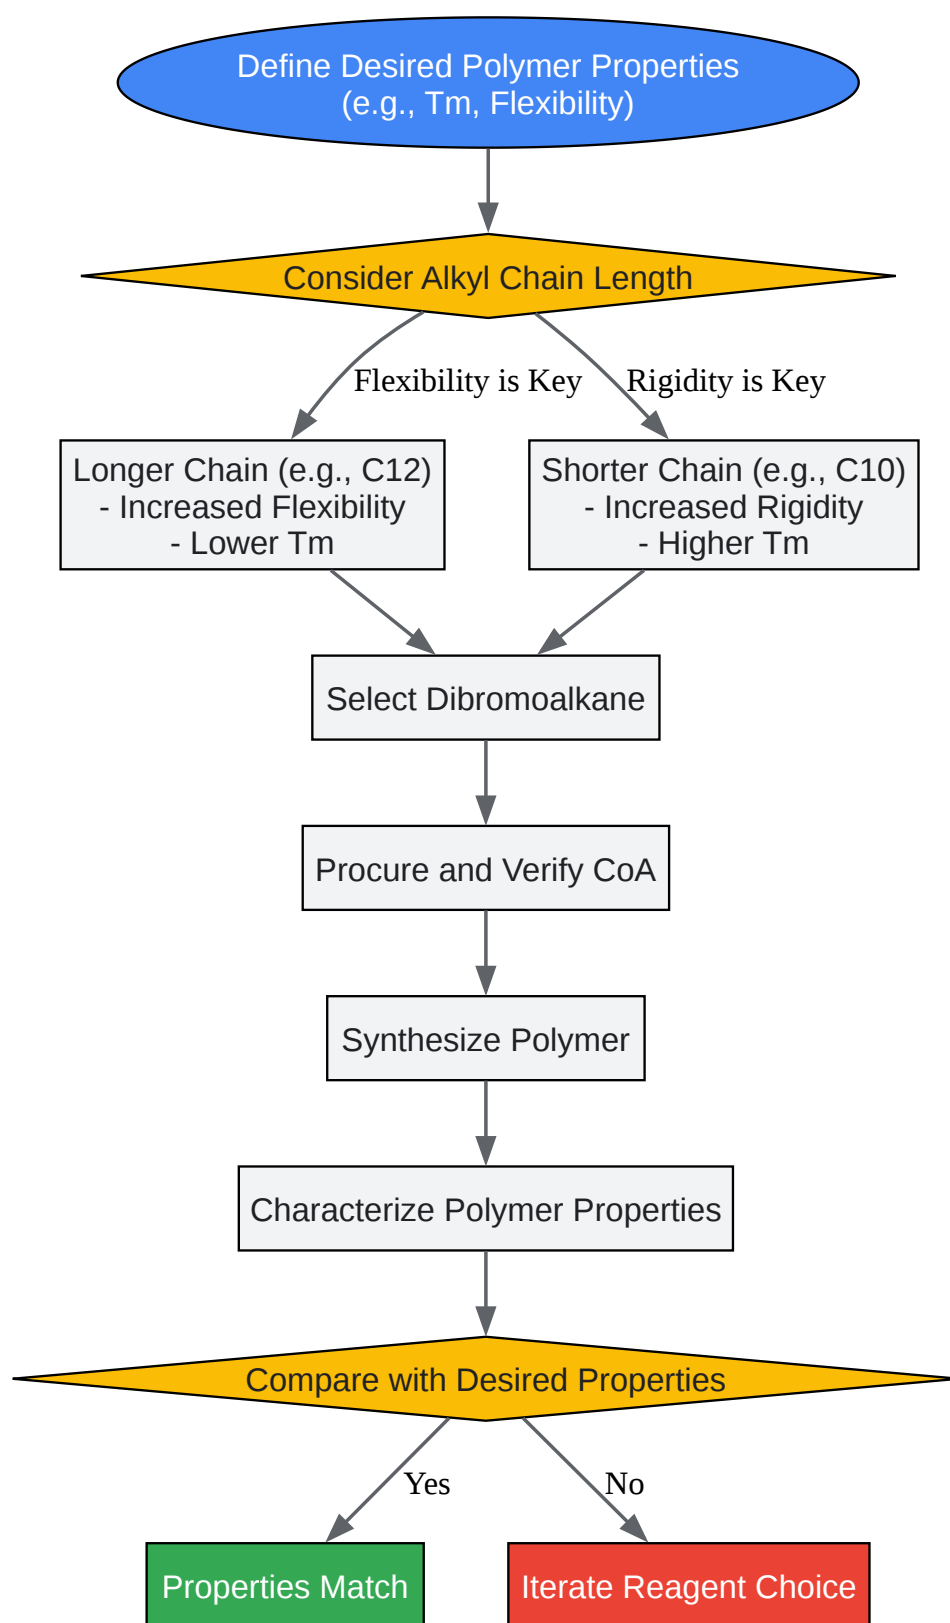 Define Desired Polymer Properties
(e.g., Tm, Flexibility)
Consider Alkyl Chain Length
Flexibility is Key
Rigidity is Key
Longer Chain (e.g., C12)
- Increased Flexibility
- Lower Tm
Shorter Chain (e.g., C10)
- Increased Rigidity
- Higher Tm
Select Dibromoalkane
Procure and Verify CoA
Synthesize Polymer
Characterize Polymer Properties
Compare with Desired Properties
Yes
No
Properties Match
Iterate Reagent Choice